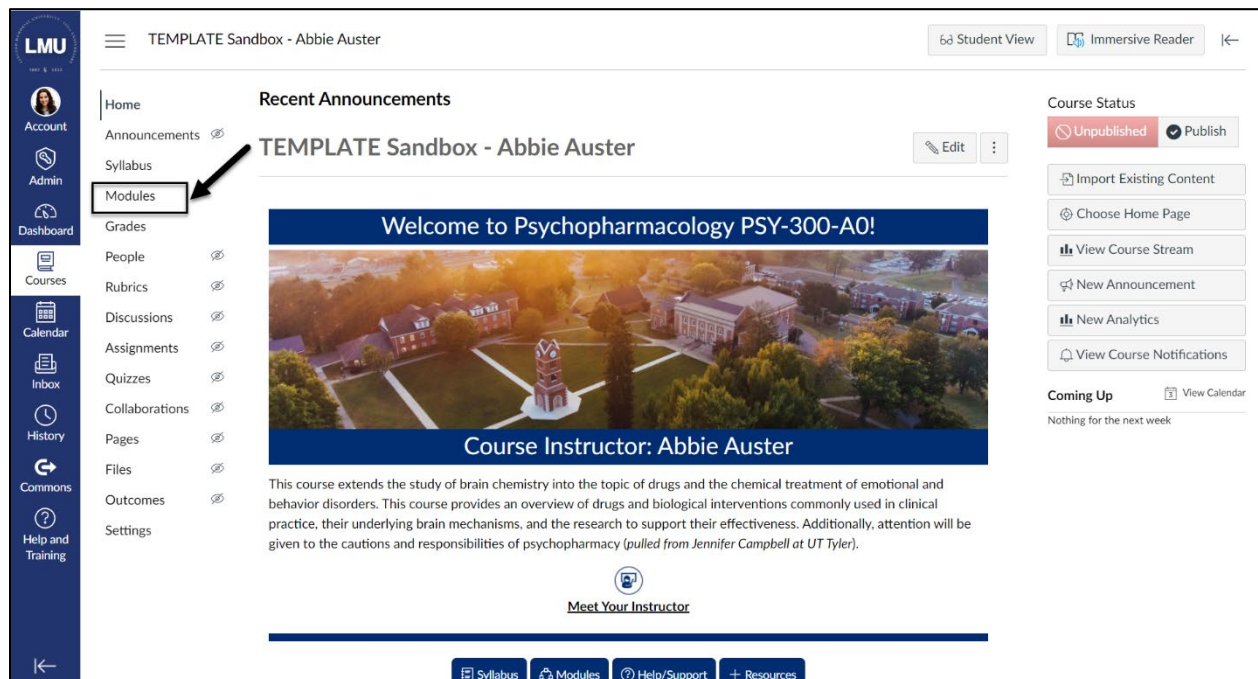 LMU
TEMPLATE Sandbox - Abbie Auster
Student View
Immersive Reader
Account
Admin
Dashboard
Courses
Calendar
Inbox
History
Commons
Help and
Training
Home
Announcements
Syllabus
Modules
Grades
People
Rubrics
Discussions
Assignments
Quizzes
Collaborations
Pages
Files
Outcomes
Settings
Recent Announcements
TEMPLATE Sandbox - Abbie Auster
Edit
Welcome to Psychopharmacology PSY-300-A0!
Course Instructor: Abbie Auster
This course extends the study of brain chemistry into the topic of drugs and the chemical treatment of emotional and
behavior disorders. This course provides an overview of drugs and biological interventions commonly used in clinical
practice, their underlying brain mechanisms, and the research to support their effectiveness. Additionally, attention will be
given to the cautions and responsibilities of psychopharmacy (pulled from Jennifer Campbell at UT Tyler).
Meet Your Instructor
Syllabus
Modules
Help/Support
+ Resources
Course Status
Unpublished
Publish
Import Existing Content
Choose Home Page
View Course Stream
New Announcement
New Analytics
View Course Notifications
Coming Up
3 View Calendar
Nothing for the next week